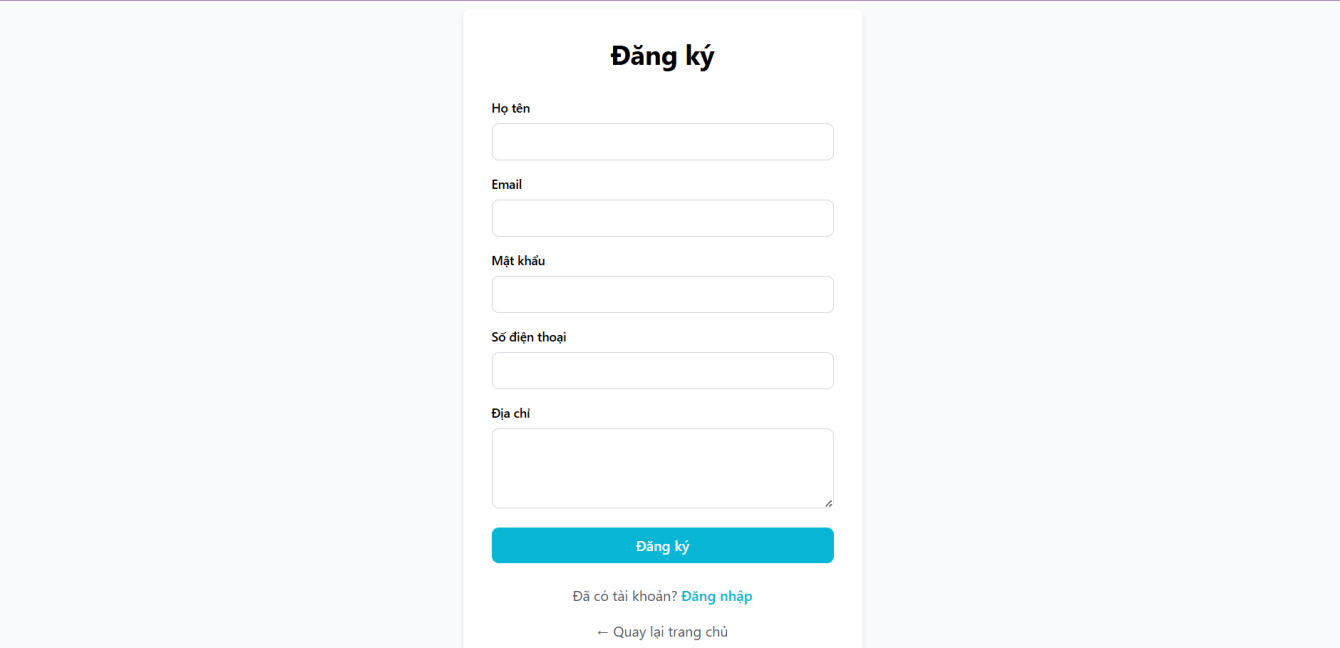 Đăng ký
Họ tên
Email
Mật khẩu
Số điện thoại
Địa chỉ
Đăng ký
Đã có tài khoản? Đăng nhập
← Quay lại trang chủ